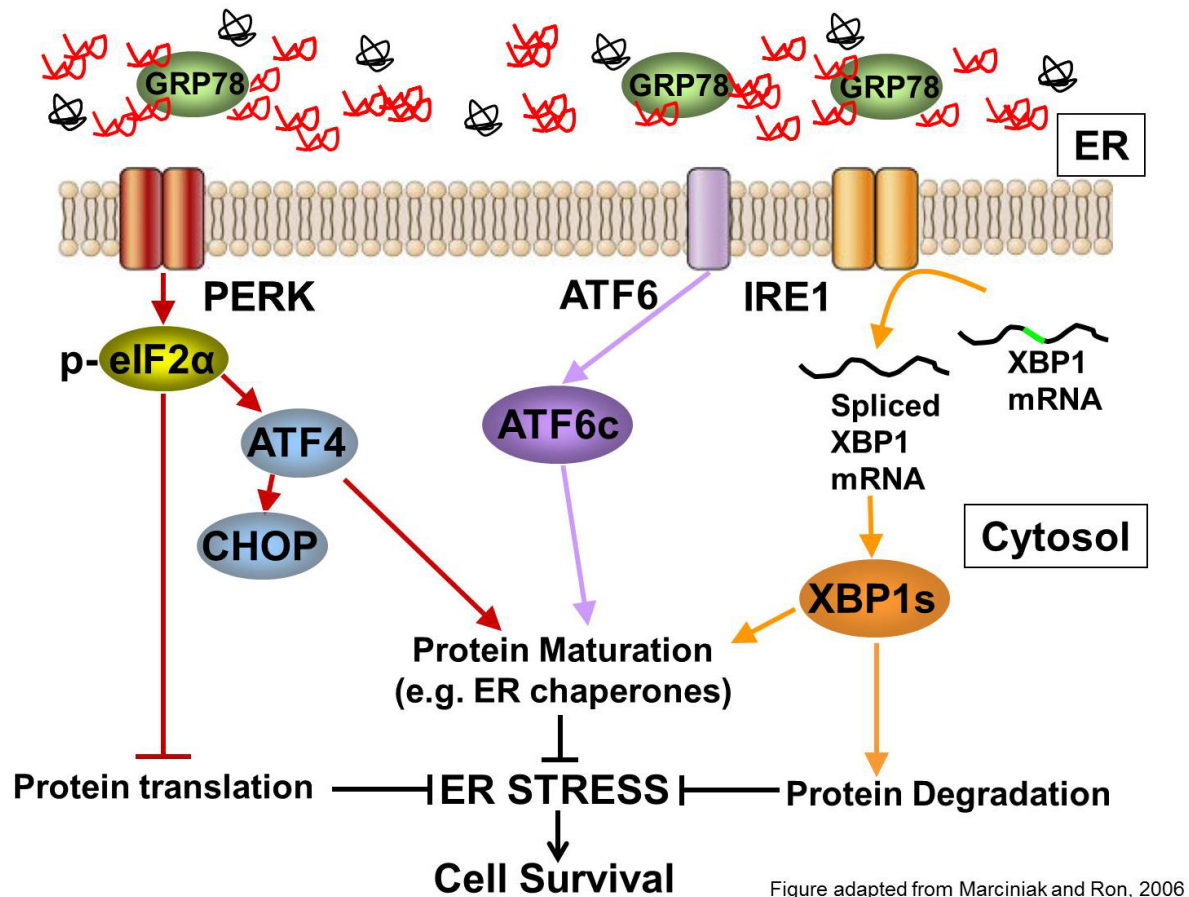 GRP78
GRP78
GRP78
ER
PERK
ATF6
IRE1
p-eIF2α
XBP1
mRNA
Spliced
XBP1
mRNA
ATF4
ATF6c
CHOP
Cytosol
XBP1s
Protein Maturation
(e.g. ER chaperones)
Protein translation
ER STRESS
Protein Degradation
Cell Survival
Figure adapted from Marciniak and Ron, 2006